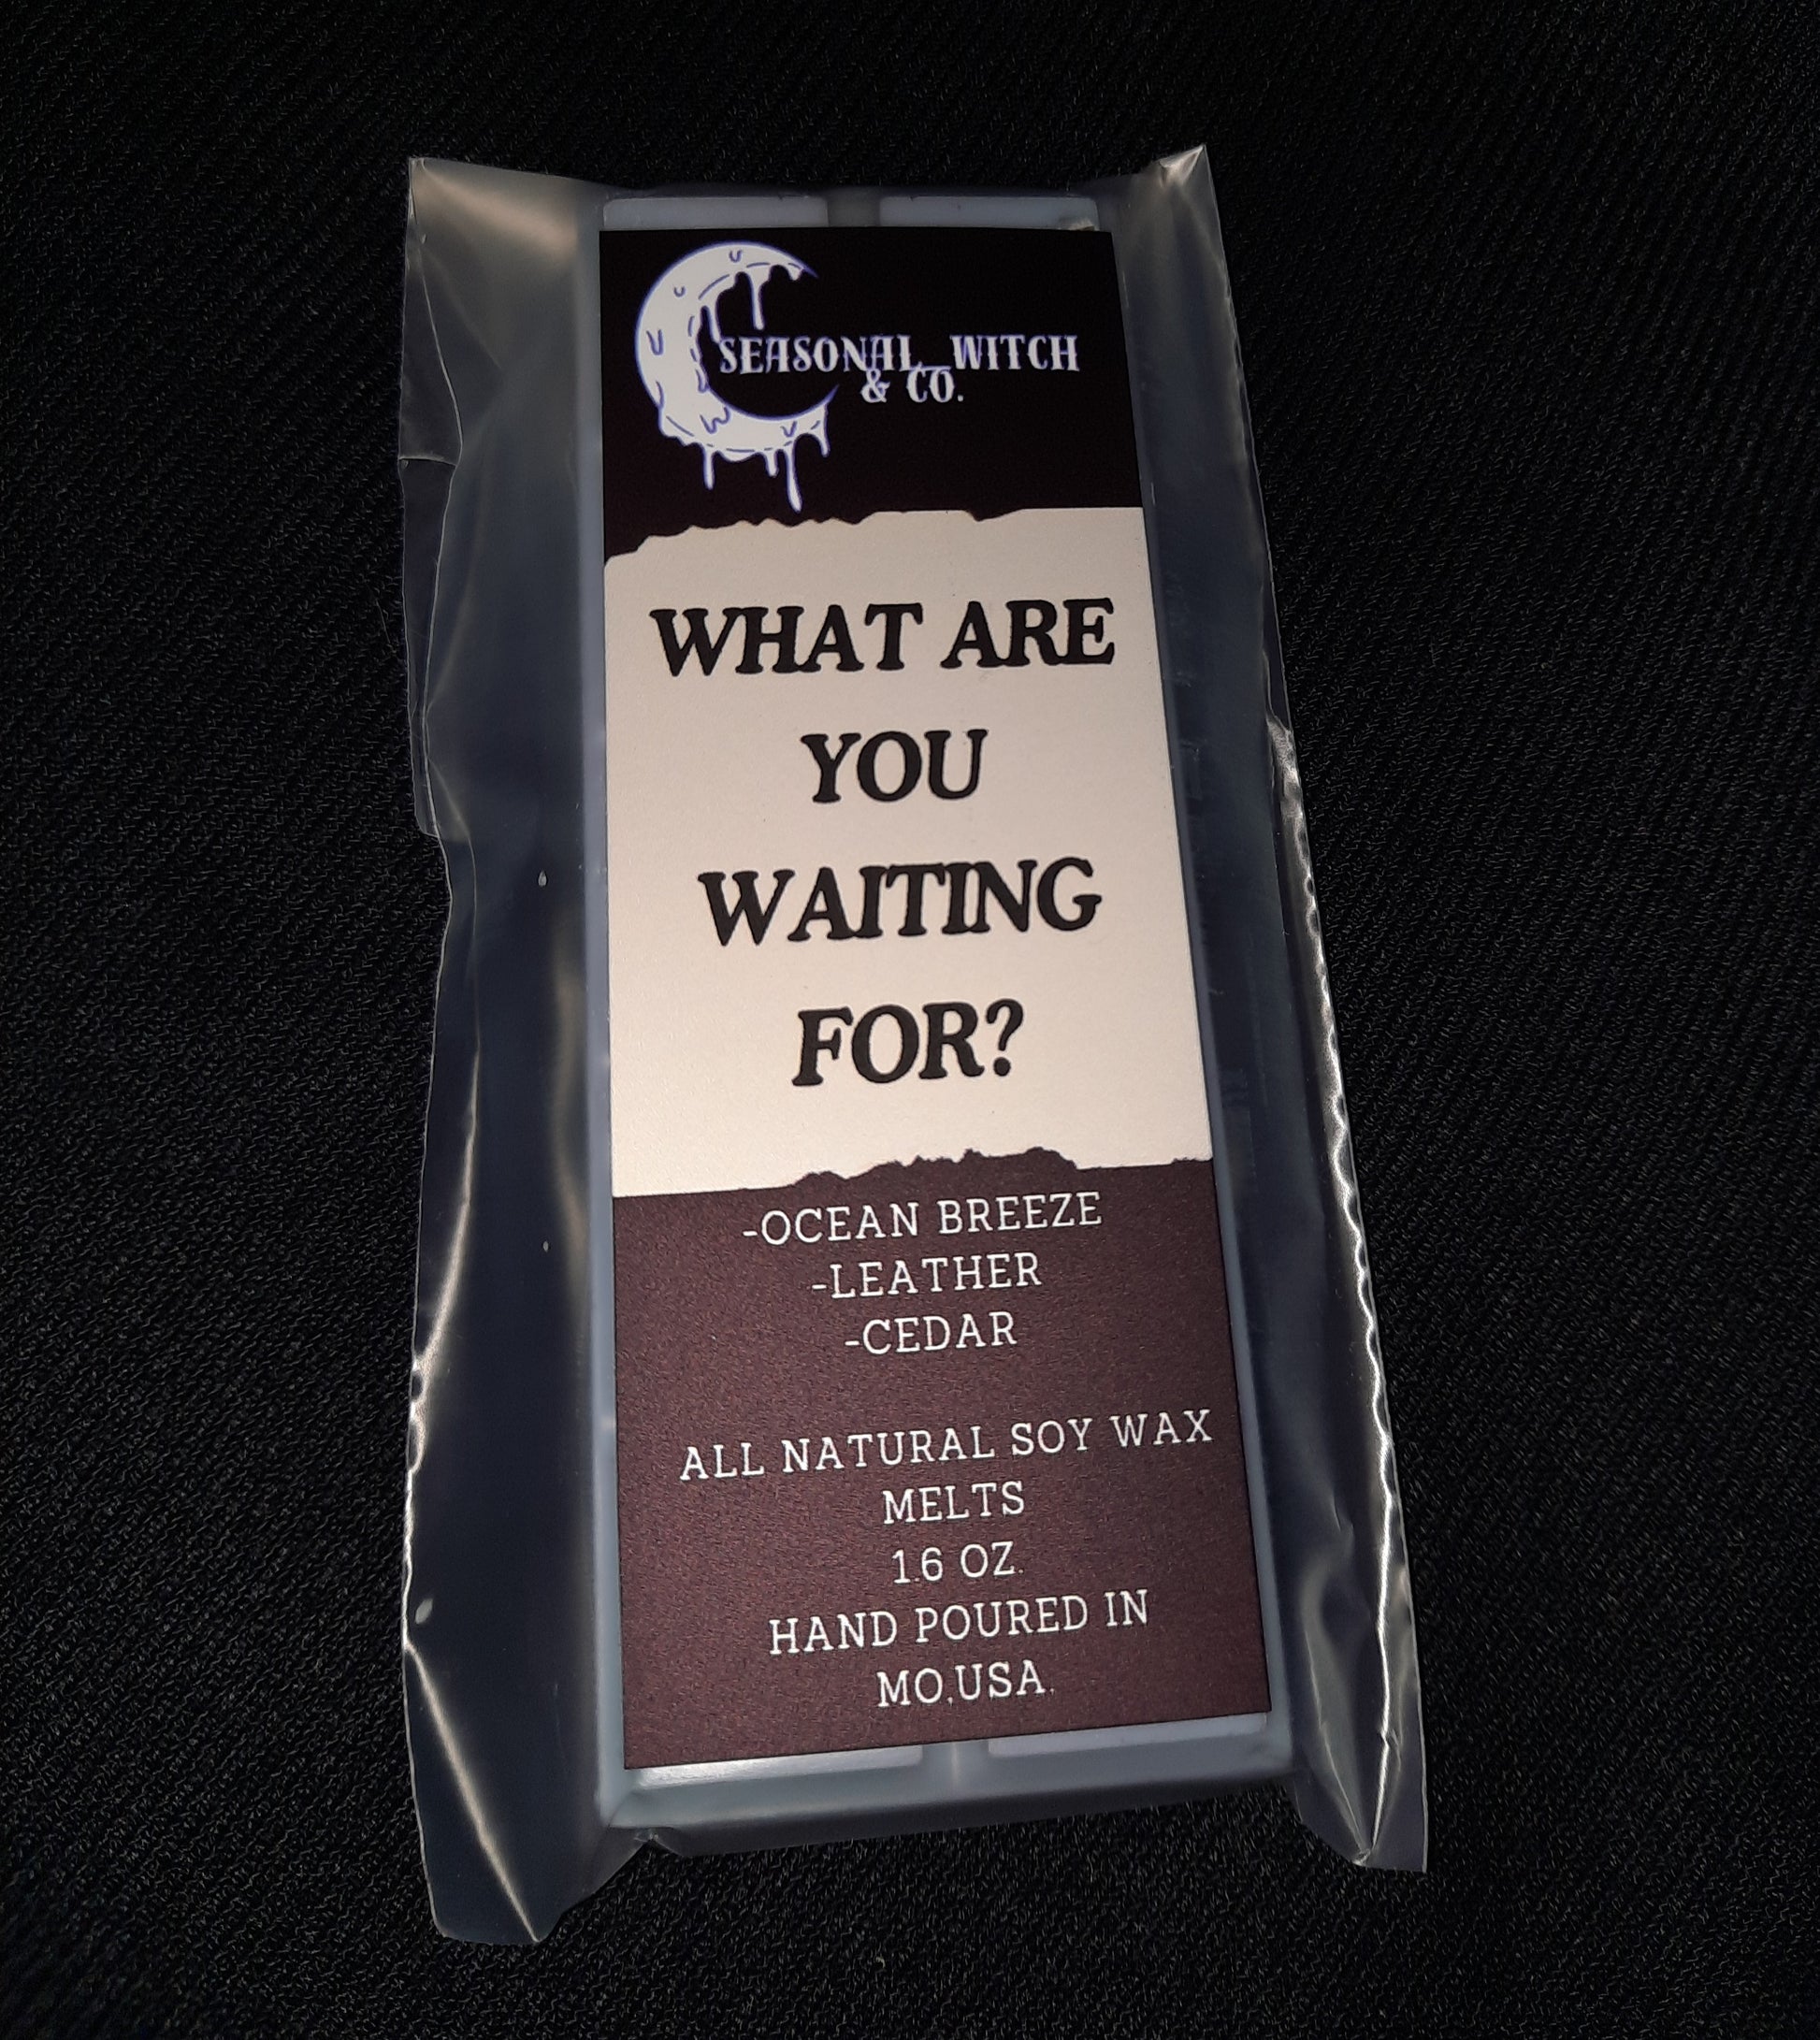 SEASONAL WITCH
& CO.
WHAT ARE
YOU
WAITING
FOR?
-OCEAN BREEZE
-LEATHER
-CEDAR
ALL NATURAL SOY WAX
MELTS
1.6 OZ.
HAND POURED IN
MO,USA.